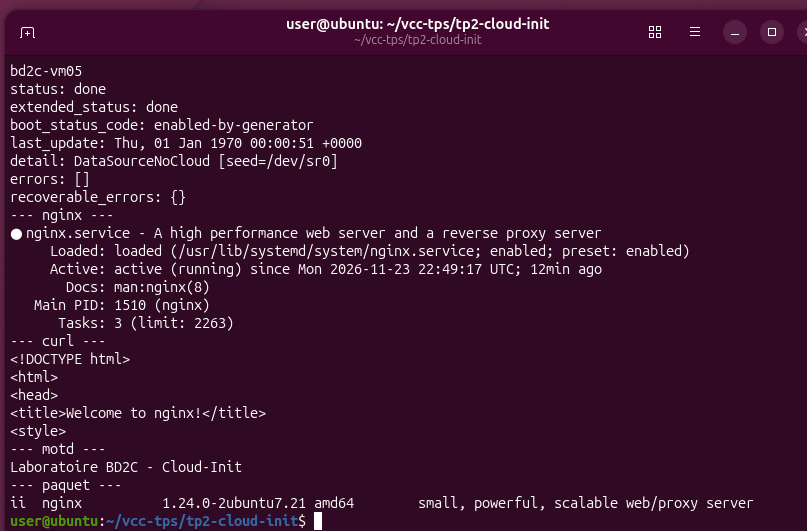 user@ubuntu: ~/vcc-tps/tp2-cloud-init
~/vcc-tps/tp2-cloud-init
bd2c-vm05
status: done
extended_status: done
boot_status_code: enabled-by-generator
last_update: Thu, 01 Jan 1970 00:00:51 +0000
detail: DataSourceNoCloud [seed=/dev/sr0]
errors: []
recoverable_errors: {}
--- nginx ---
● nginx.service - A high performance web server and a reverse proxy server
     Loaded: loaded (/usr/lib/systemd/system/nginx.service; enabled; preset: enabled)
     Active: active (running) since Mon 2026-11-23 22:49:17 UTC; 12min ago
       Docs: man:nginx(8)
   Main PID: 1510 (nginx)
      Tasks: 3 (limit: 2263)
--- curl ---
<!DOCTYPE html>
<html>
<head>
<title>Welcome to nginx!</title>
<style>
--- motd ---
Laboratoire BD2C - Cloud-Init
--- paquet ---
ii  nginx          1.24.0-2ubuntu7.21 amd64        small, powerful, scalable web/proxy server
user@ubuntu:~/vcc-tps/tp2-cloud-init$